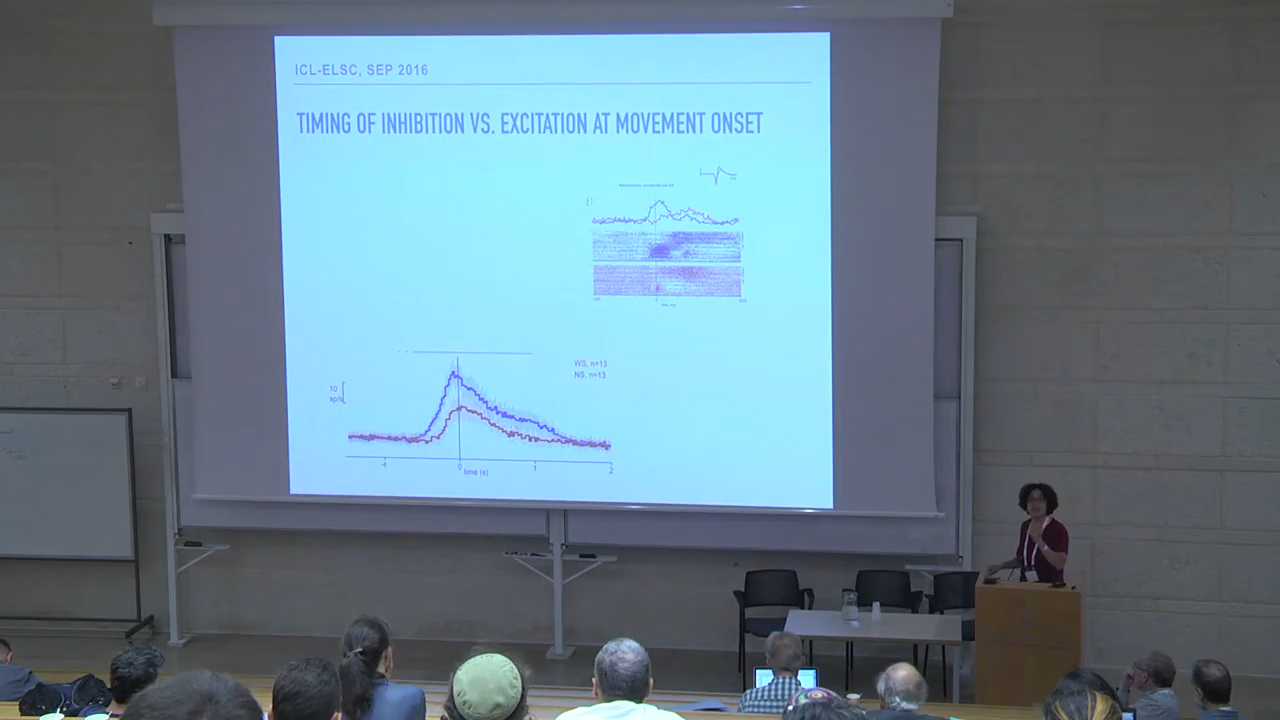 ICL-ELSC, SEP 2016
TIMING OF INHIBITION VS. EXCITATION AT MOVEMENT ONSET
WS, n=13
NS, n=13
10
sp/s
-1
0
1
2
time (s)